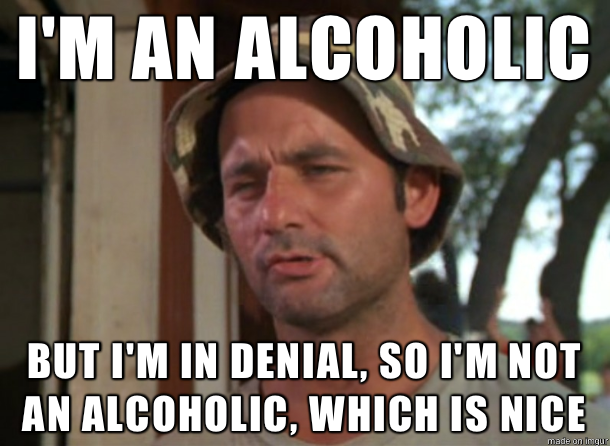 I'M AN ALCOHOLIC
BUT I'M IN DENIAL, SO I'M NOT
AN ALCOHOLIC, WHICH IS NICE
made on imgur